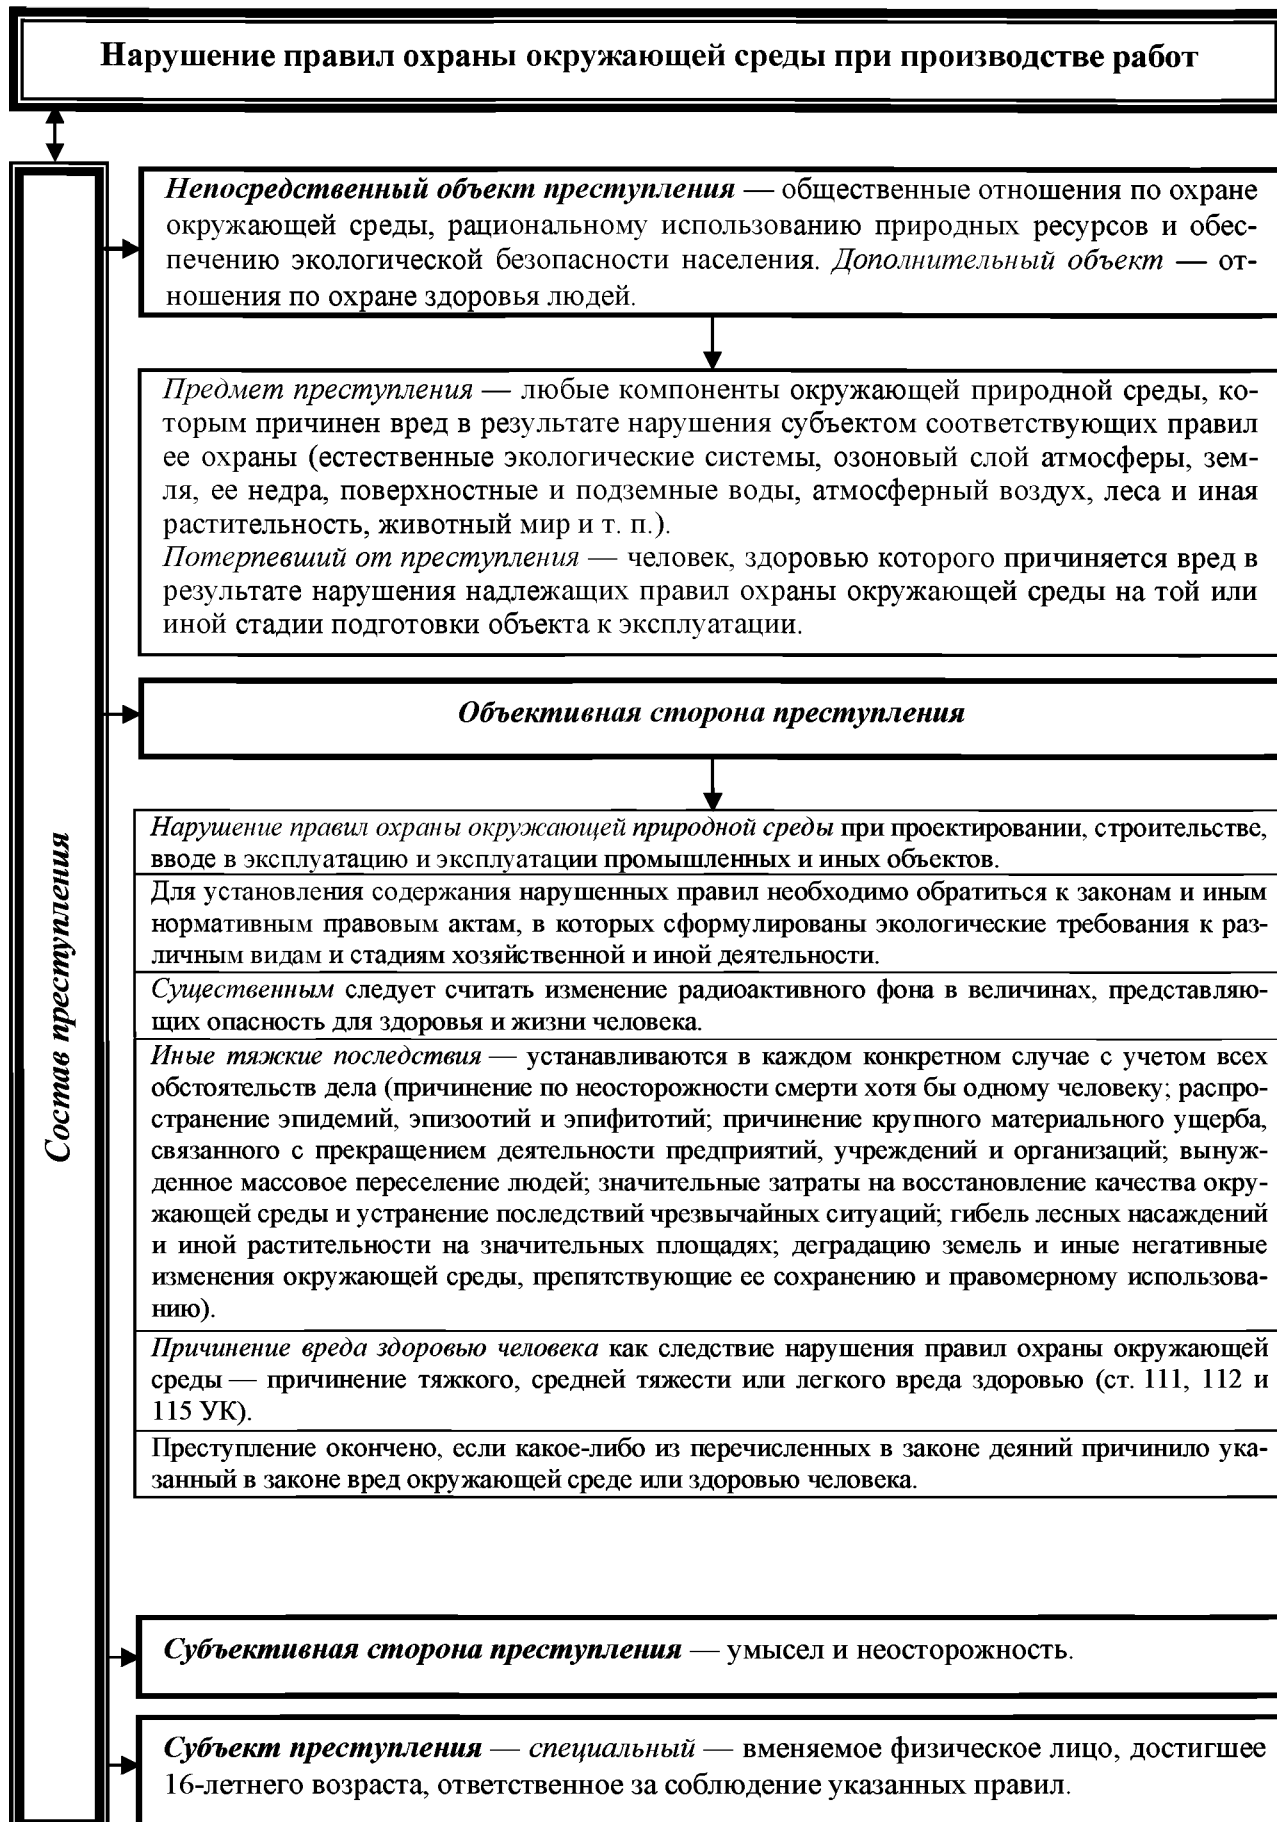 Нарушение правил охраны окружающей среды при производстве работ
Состав преступления
Непосредственный объект преступления — общественные отношения по охране
окружающей среды, рациональному использованию природных ресурсов и обес-
печению экологической безопасности населения. Дополнительный объект — от-
ношения по охране здоровья людей.
Предмет преступления — любые компоненты окружающей природной среды, ко-
торым причинен вред в результате нарушения субъектом соответствующих правил
ее охраны (естественные экологические системы, озоновый слой атмосферы, зем-
ля, ее недра, поверхностные и подземные воды, атмосферный воздух, леса и иная
растительность, животный мир и т. п.).
Потерпевший от преступления — человек, здоровью которого причиняется вред в
результате нарушения надлежащих правил охраны окружающей среды на той или
иной стадии подготовки объекта к эксплуатации.
Объективная сторона преступления
Нарушение правил охраны окружающей природной среды при проектировании, строительстве,
вводе в эксплуатацию и эксплуатации промышленных и иных объектов.
Для установления содержания нарушенных правил необходимо обратиться к законам и иным
нормативным правовым актам, в которых сформулированы экологические требования к раз-
личным видам и стадиям хозяйственной и иной деятельности.
Существенным следует считать изменение радиоактивного фона в величинах, представляю-
щих опасность для здоровья и жизни человека.
Иные тяжкие последствия — устанавливаются в каждом конкретном случае с учетом всех
обстоятельств дела (причинение по неосторожности смерти хотя бы одному человеку; распро-
странение эпидемий, эпизоотий и эпифитотий; причинение крупного материального ущерба,
связанного с прекращением деятельности предприятий, учреждений и организаций; вынуж-
денное массовое переселение людей; значительные затраты на восстановление качества окру-
жающей среды и устранение последствий чрезвычайных ситуаций; гибель лесных насаждений
и иной растительности на значительных площадях; деградацию земель и иные негативные
изменения окружающей среды, препятствующие ее сохранению и правомерному использова-
нию).
Причинение вреда здоровью человека как следствие нарушения правил охраны окружающей
среды — причинение тяжкого, средней тяжести или легкого вреда здоровью (ст. 111, 112 и
115 УК).
Преступление окончено, если какое-либо из перечисленных в законе деяний причинило ука-
занный в законе вред окружающей среде или здоровью человека.
Субъективная сторона преступления — умысел и неосторожность.
Субъект преступления — специальный — вменяемое физическое лицо, достигшее
16-летнего возраста, ответственное за соблюдение указанных правил.